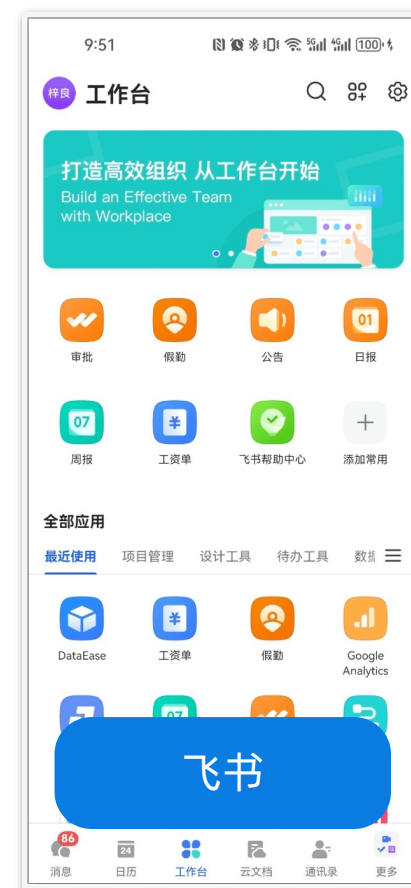 9:51
5G 4G 100
梓良 工作台
打造高效组织 从工作台开始
Build an Effective Team
with Workplace
01
审批 假勤 公告 日报
07
周报 工资单 飞书帮助中心 添加常用
全部应用
最近使用 项目管理 设计工具 待办工具
DataEase 工资单 假勤 Google
Analytics
07
飞书
86
24
消息 日历 工作台 云文档 通讯录 更多